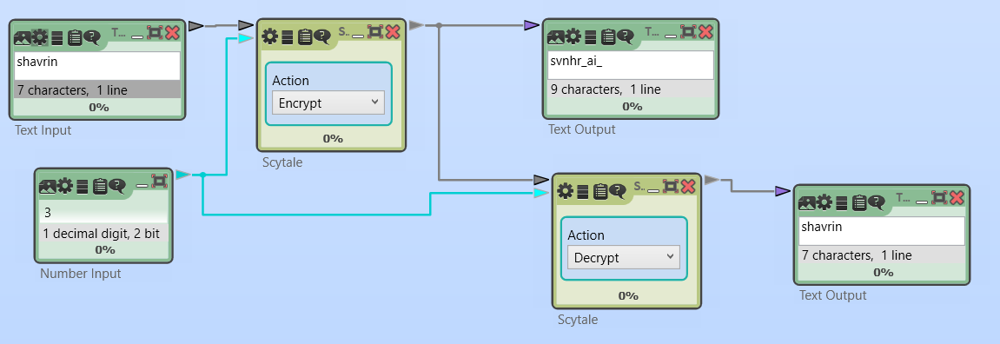 T...
shavrin
7 characters, 1 line
0%
Text Input
S..
Action
Encrypt
0%
Scytale
T...
svnhr_ai_
9 characters, 1 line
0%
Text Output
3
1 decimal digit, 2 bit
0%
Number Input
S..
Action
Decrypt
0%
Scytale
T...
shavrin
7 characters, 1 line
0%
Text Output